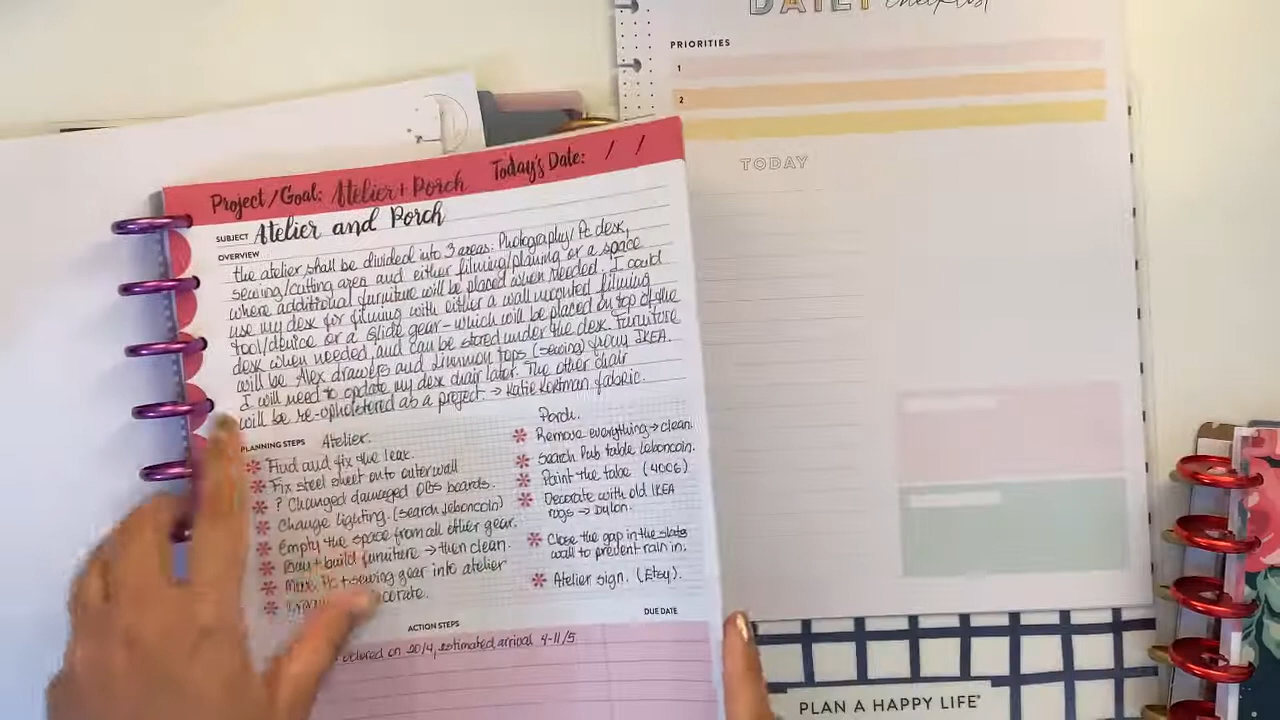 DAILY checklist
PRIORITIES
1
2
TODAY
Project/Goal: Atelier + Porch Today's Date: / /
SUBJECT Atelier and Porch
OVERVIEW
the atelier shall be divided into 3 areas: Photography/Pc desk,
sewing/cutting area and either filming/planing or a space
where additional furniture will be placed when needed. I could
use my desk for filming with either a wall mounted filming
tool/device or a slide gear - which will be placed on top of the
desk when needed, and can be stored under the desk. Furniture
will be Alex drawers and Linnmon tops (sewing) from IKEA.
I will need to update my desk chair later. The other chair
will be re-upholstered as a project. → Katie Kortman fabric.
PLANNING STEPS Atelier.
Find and fix the leak.
Fix steel sheet onto outer wall
? Changed damaged OBS boards.
Change lighting. (search leboncoin)
Empty the space from all other gear.
Buy + build furniture → then clean.
Pc + sewing gear into atelier
Porch.
Remove everything → clean.
Search Pub table leboncoin.
Paint the table (4006)
Decorate with old IKEA
rogs → Dylon.
Close the gap in the slats
wall to prevent rain in.
Atelier sign. (Etsy).
ACTION STEPS DUE DATE
ordered on 20/4, estimated arrival 4-11/5
PLAN A HAPPY LIFE®